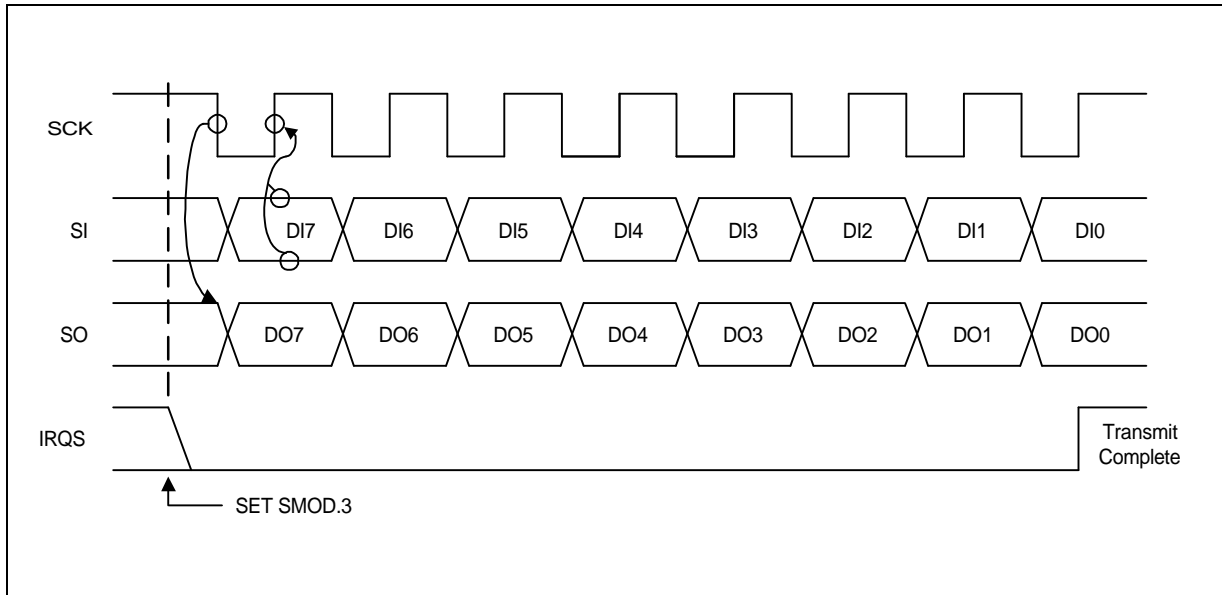 SCK
SI
DI7 DI6 DI5 DI4 DI3 DI2 DI1 DI0
SO
DO7 DO6 DO5 DO4 DO3 DO2 DO1 DO0
IRQS
Transmit
Complete
SET SMOD.3